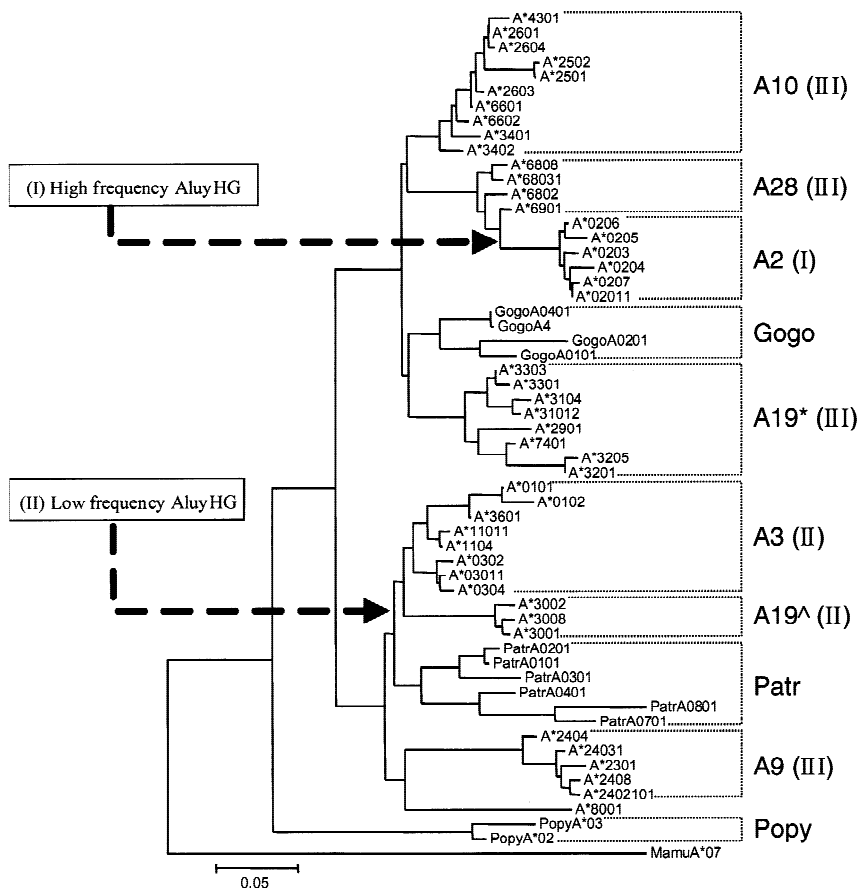 A*4301
A*2601
A*2604
A*2502
A*2501
A*2603
A*6601
A*6602
A*3401
A*3402
A10 (III)
(I) High frequency AluyHG
A*6808
A*68031
A*6802
A*6901
A28 (III)
A*0206
A*0205
A*0203
A*0204
A*0207
A*02011
A2 (I)
GogoA0401
GogoA4
GogoA0201
GogoA0101
Gogo
A*3303
A*3301
A*3104
A*31012
A*2901
A*7401
A*3205
A*3201
A19* (III)
(II) Low frequency AluyHG
A*0101
A*0102
A*3601
A*11011
A*1104
A*0302
A*03011
A*0304
A3 (II)
A*3002
A*3008
A*3001
A19^ (II)
PatrA0201
PatrA0101
PatrA0301
PatrA0401
PatrA0801
PatrA0701
Patr
A*2404
A*24031
A*2301
A*2408
A*2402101
A9 (III)
A*8001
PopyA*03
PopyA*02
Popy
MamuA*07
0.05